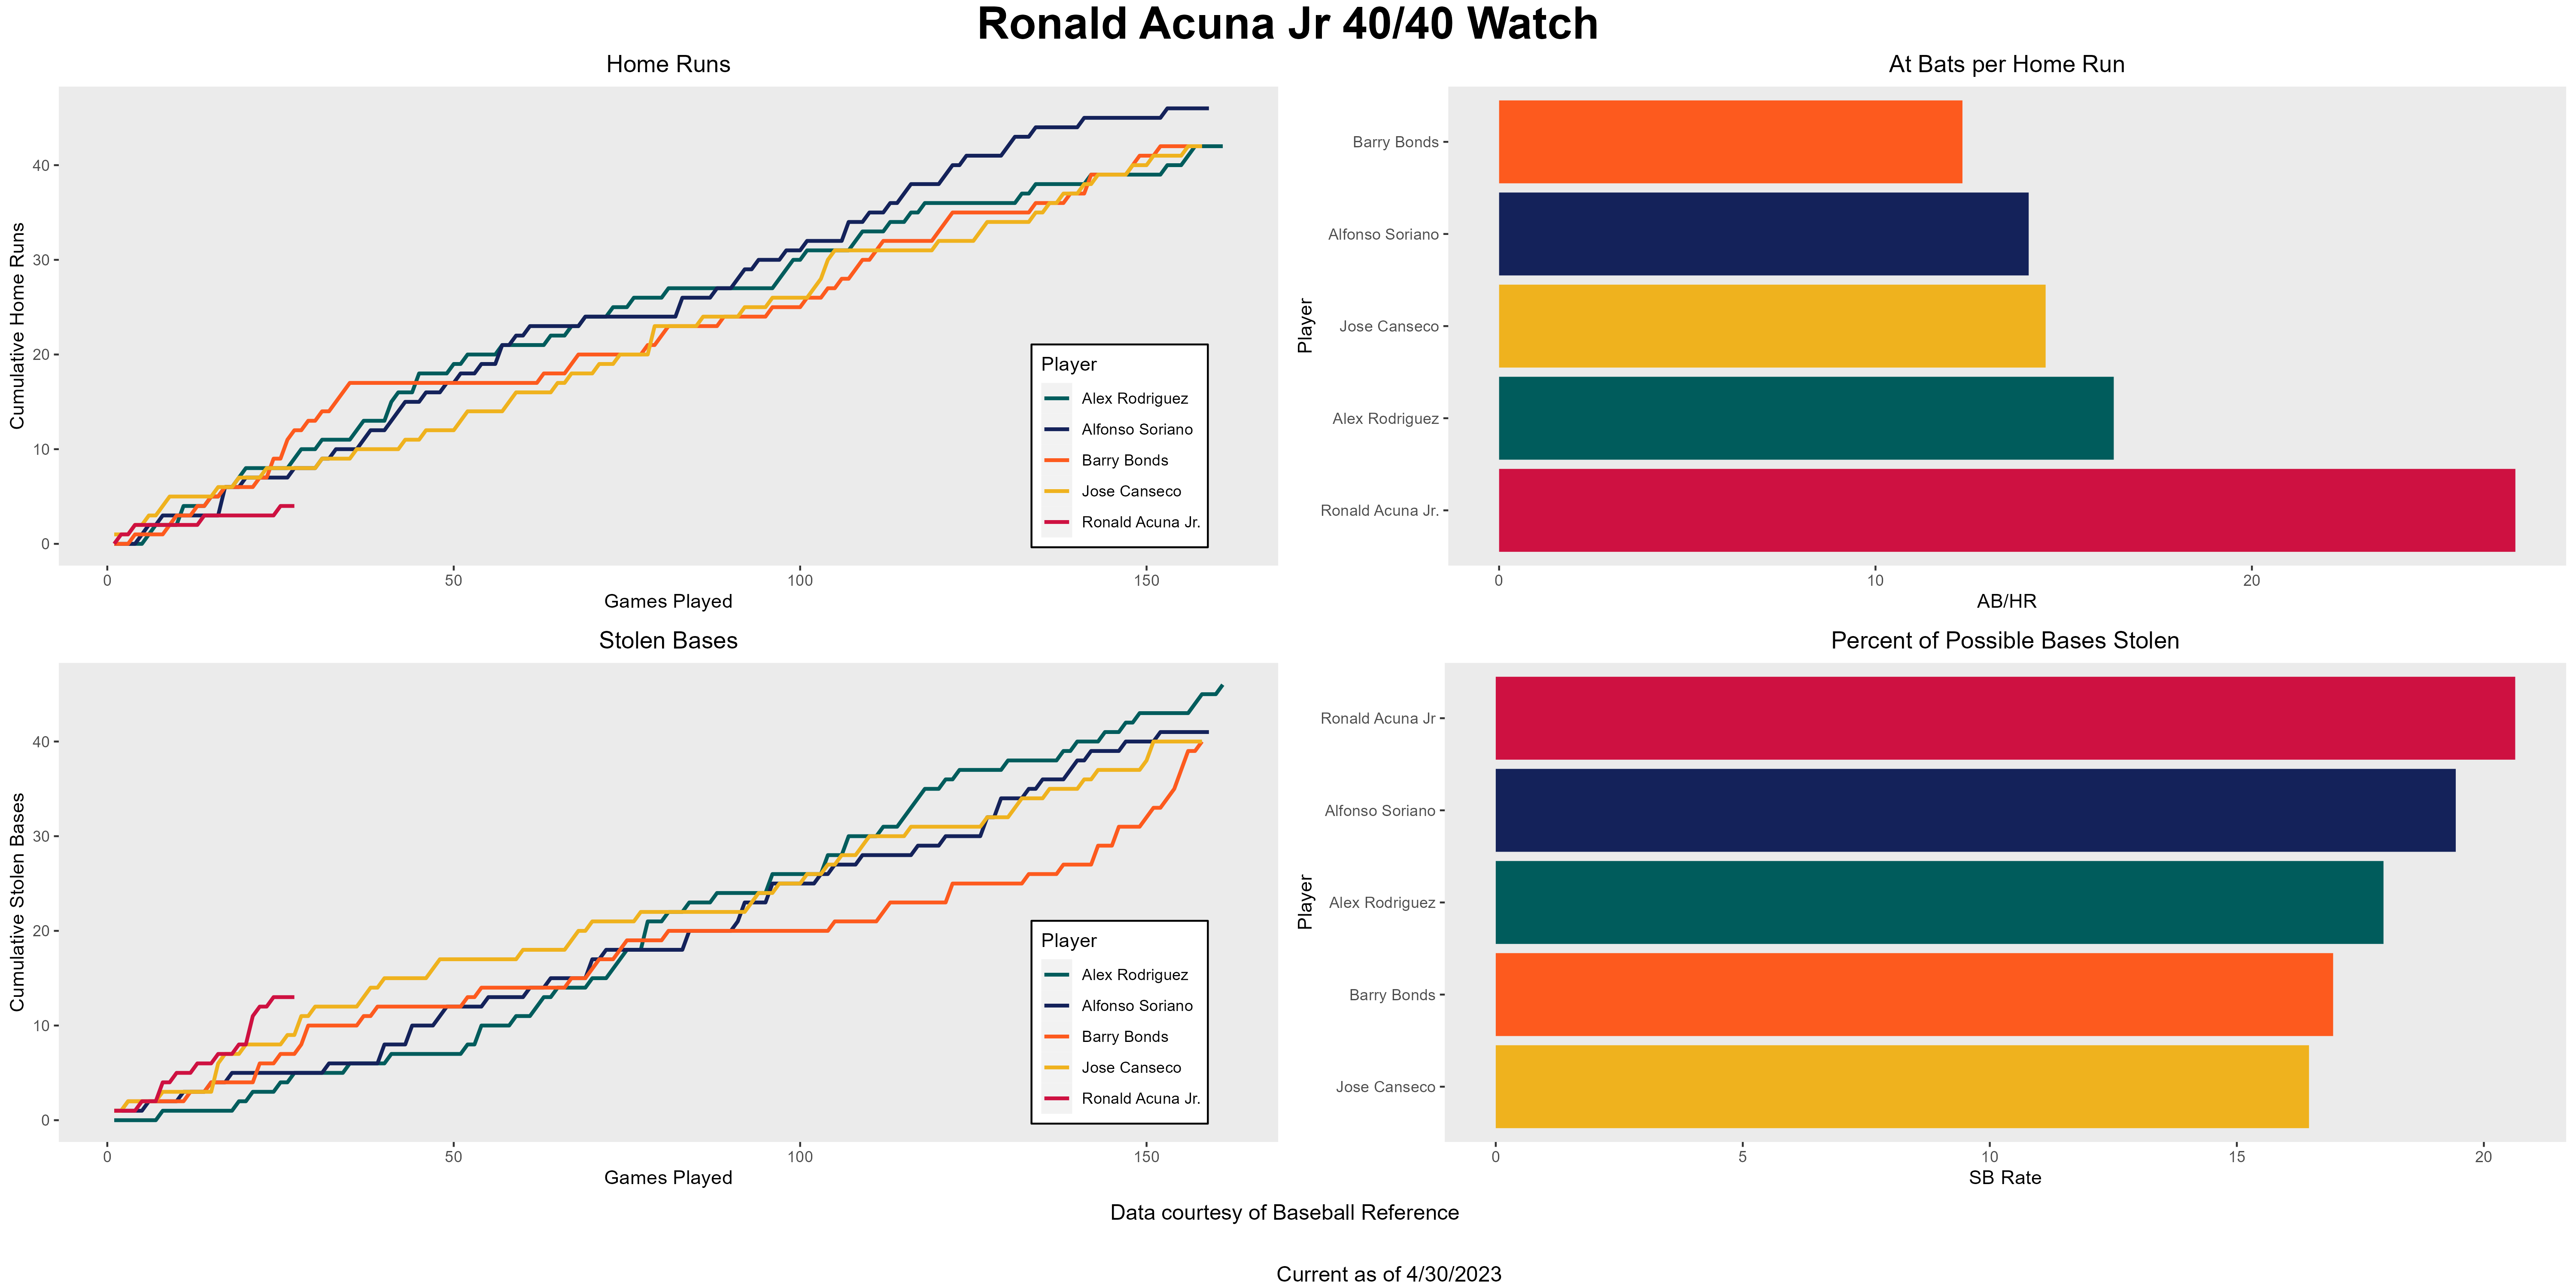 Ronald Acuna Jr 40/40 Watch
Home Runs
Cumulative Home Runs
40
30
20
10
0
0 50 100 150
Games Played
Player
Alex Rodriguez
Alfonso Soriano
Barry Bonds
Jose Canseco
Ronald Acuna Jr.
At Bats per Home Run
Player
Barry Bonds
Alfonso Soriano
Jose Canseco
Alex Rodriguez
Ronald Acuna Jr.
0 10 20
AB/HR
Stolen Bases
Cumulative Stolen Bases
40
30
20
10
0
0 50 100 150
Games Played
Player
Alex Rodriguez
Alfonso Soriano
Barry Bonds
Jose Canseco
Ronald Acuna Jr.
Percent of Possible Bases Stolen
Player
Ronald Acuna Jr
Alfonso Soriano
Alex Rodriguez
Barry Bonds
Jose Canseco
0 5 10 15 20
SB Rate
Data courtesy of Baseball Reference
Current as of 4/30/2023